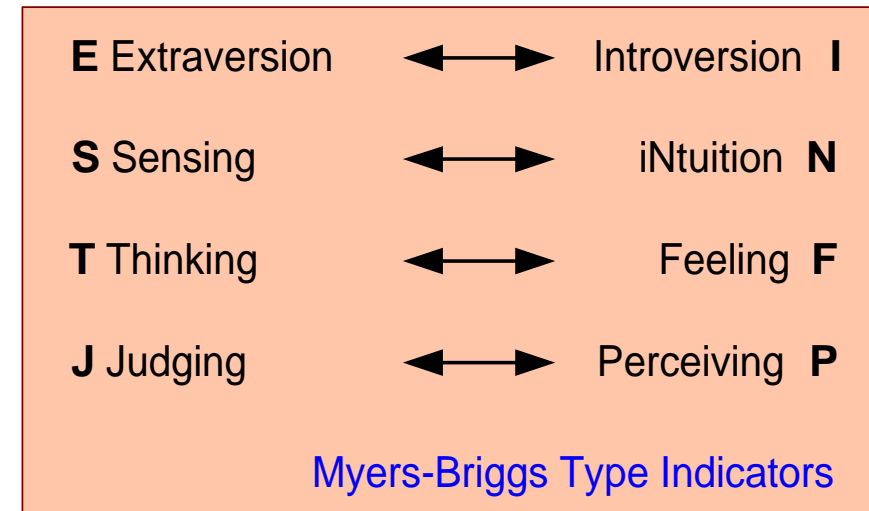 E Extraversion Introversion I
S Sensing iNtuition N
T Thinking Feeling F
J Judging Perceiving P
Myers-Briggs Type Indicators